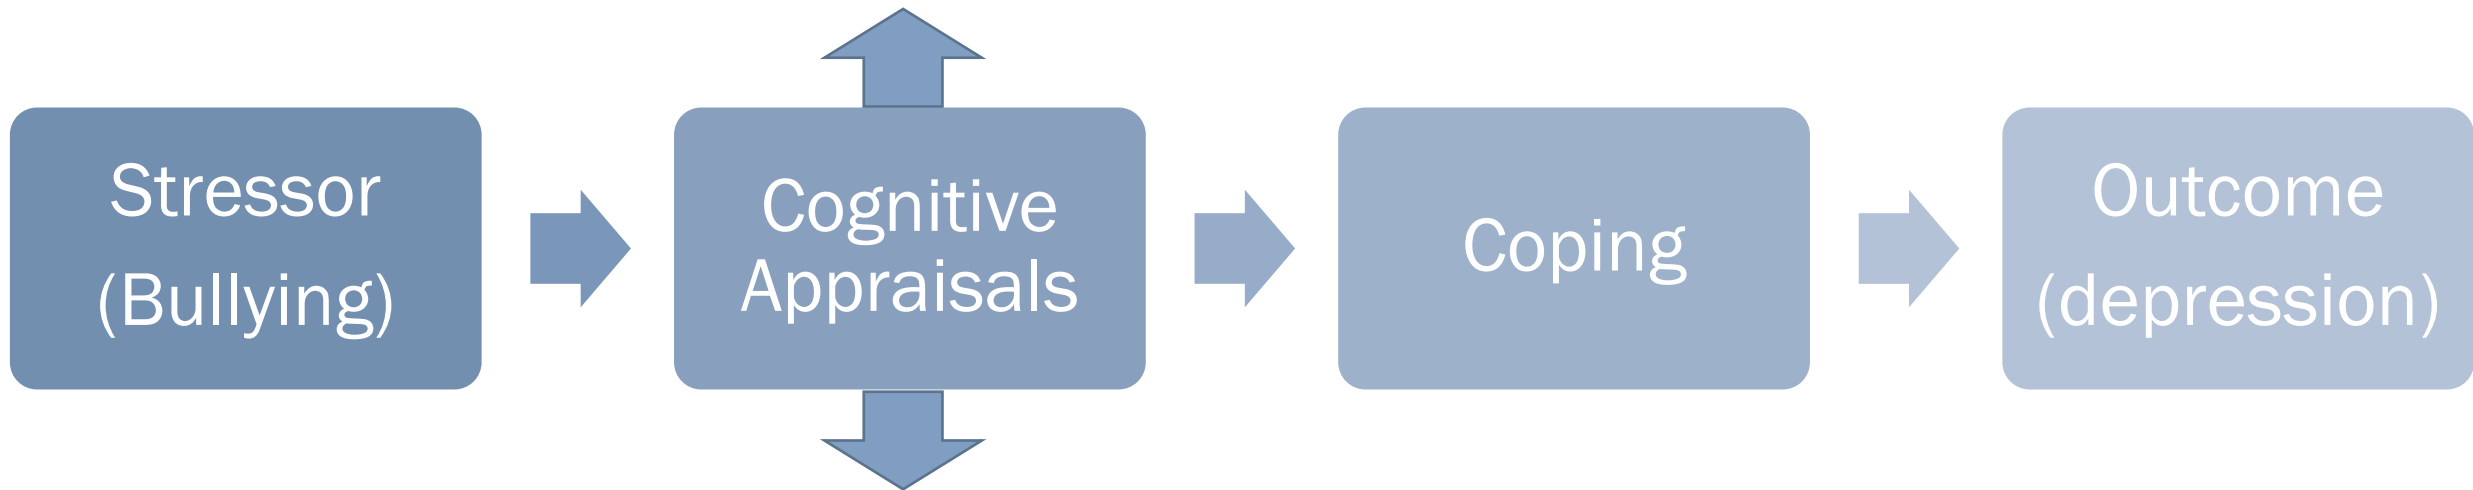 Stressor
(Bullying)
Cognitive
Appraisals
Coping
Outcome
(depression)